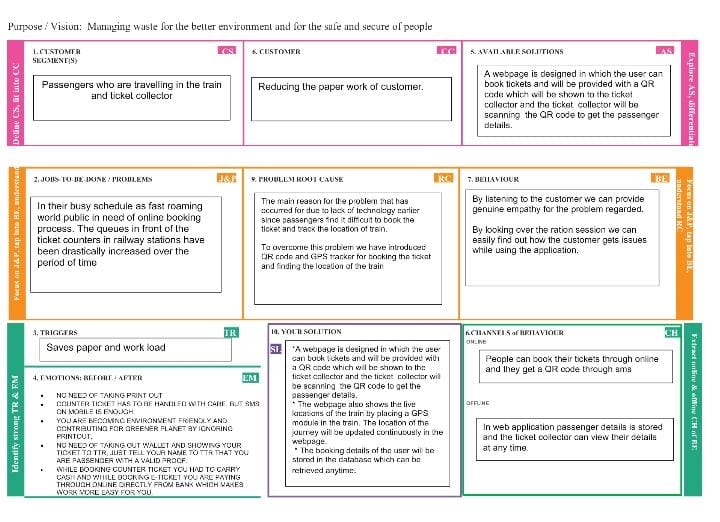 Purpose / Vision: Managing waste for the better environment and for the safe and secure of people
Define CS, fit into CC
1. CUSTOMER
SEGMENT(S)
CS
Passengers who are travelling in the train
and ticket collector
6. CUSTOMER
CC
Reducing the paper work of customer.
5. AVAILABLE SOLUTIONS
AS
A webpage is designed in which the user can
book tickets and will be provided with a QR
code which will be shown to the ticket
collector and the ticket collector will be
scanning the QR code to get the passenger
details.
Explore AS, differentiate
Focus on J&P, tap into BE, understand
2. JOBS-TO-BE-DONE / PROBLEMS
J&P
In their busy schedule as fast roaming
world public in need of online booking
process. The queues in front of the
ticket counters in railway stations have
been drastically increased over the
period of time
9. PROBLEM ROOT CAUSE
RC
The main reason for the problem that has
occurred for due to lack of technology earlier
since passengers find it difficult to book the
ticket and track the location of train.
To overcome this problem we have introduced
QR code and GPS tracker for booking the ticket
and finding the location of the train
7. BEHAVIOUR
BE
By listening to the customer we can provide
genuine empathy for the problem regarded.
By looking over the ration session we can
easily find out how the customer gets issues
while using the application.
Focus on J&P, tap into BE,
understand RC
Identify strong TR & EM
3. TRIGGERS
TR
Saves paper and work load
4. EMOTIONS: BEFORE / AFTER
EM
• NO NEED OF TAKING PRINT OUT
• COUNTER TICKET HAS TO BE HANDLED WITH CARE, BUT SMS
ON MOBILE IS ENOUGH.
• YOU ARE BECOMING ENVIRONMENT FRIENDLY AND
CONTRIBUTING FOR GREENER PLANET BY IGNORING
PRINTOUT,
• NO NEED OF TAKING OUT WALLET AND SHOWING YOUR
TICKET TO TTR, JUST TELL YOUR NAME TO TTR THAT YOU
ARE PASSENGER WITH A VALID PROOF.
• WHILE BOOKING COUNTER TICKET YOU HAD TO CARRY
CASH AND WHILE BOOKING E-TICKET YOU ARE PAYING
THROUGH ONLINE DIRECTLY FROM BANK WHICH MAKES
WORK MORE EASY FOR YOU.
10. YOUR SOLUTION
SL
*A webpage is designed in which the user
can book tickets and will be provided with
a QR code which will be shown to the
ticket collector and the ticket collector will
be scanning the QR code to get the
passenger details.
*The webpage also shows the live
locations of the train by placing a GPS
module in the train. The location of the
journey will be updated continuously in the
webpage.
* The booking details of the user will be
stored in the database which can be
retrieved anytime.
6.CHANNELS of BEHAVIOUR
CH
ONLINE
People can book their tickets through online
and they get a QR code through sms
OFFLINE
In web application passenger details is stored
and the ticket collector can view their details
at any time.
Extract online & offline CH of BE